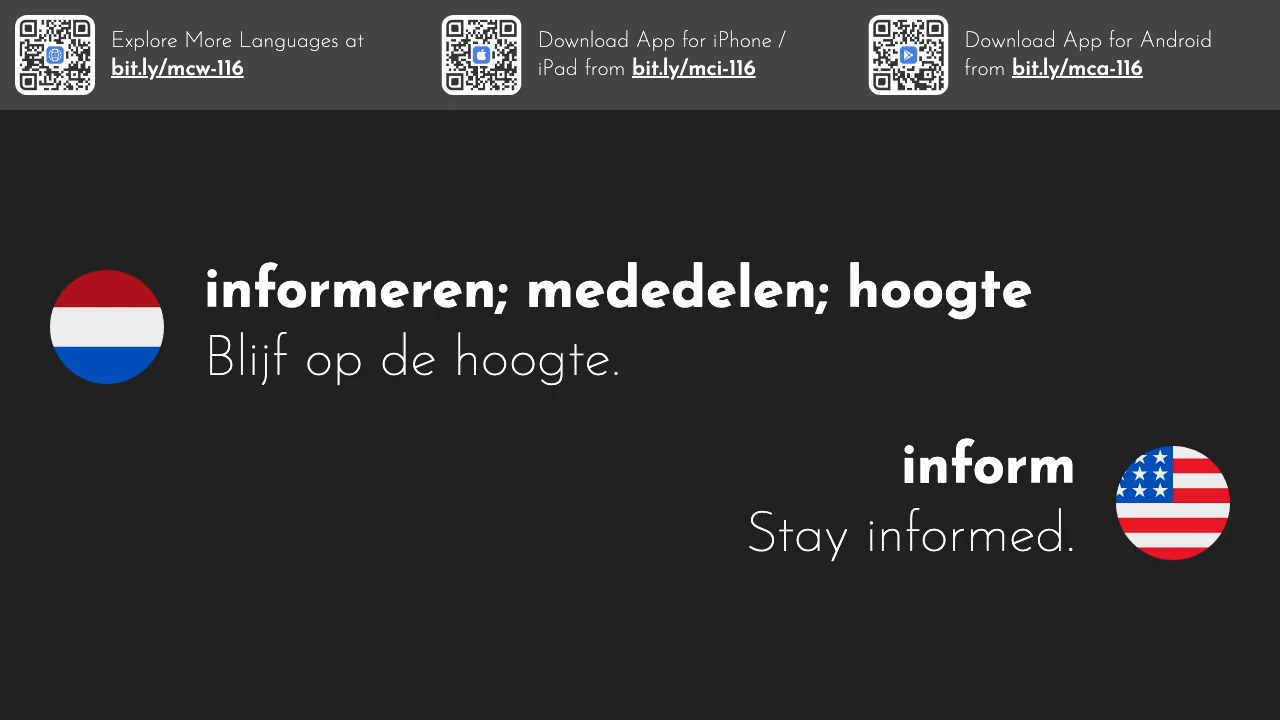 Explore More Languages at
bit.ly/mcw-116
Download App for iPhone /
iPad from bit.ly/mci-116
Download App for Android
from bit.ly/mca-116
informeren; mededelen; hoogte
Blijf op de hoogte.
inform
Stay informed.